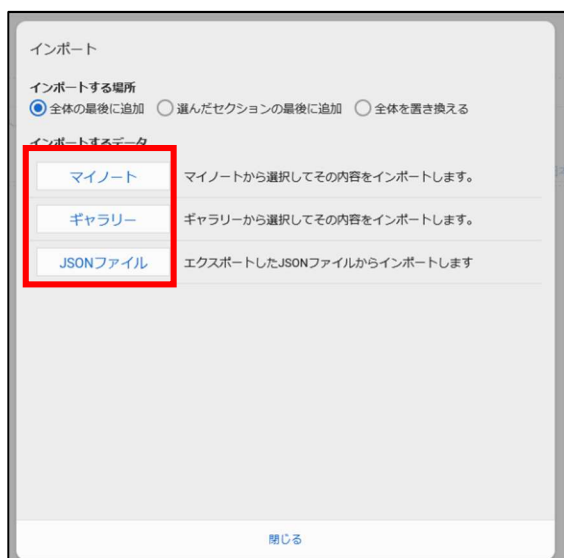 インポート
インポートする場所
全体の最後に追加 選んだセクションの最後に追加 全体を置き換える
インポートするデータ
マイノート マイノートから選択してその内容をインポートします。
ギャラリー ギャラリーから選択してその内容をインポートします。
JSONファイル エクスポートしたJSONファイルからインポートします
閉じる